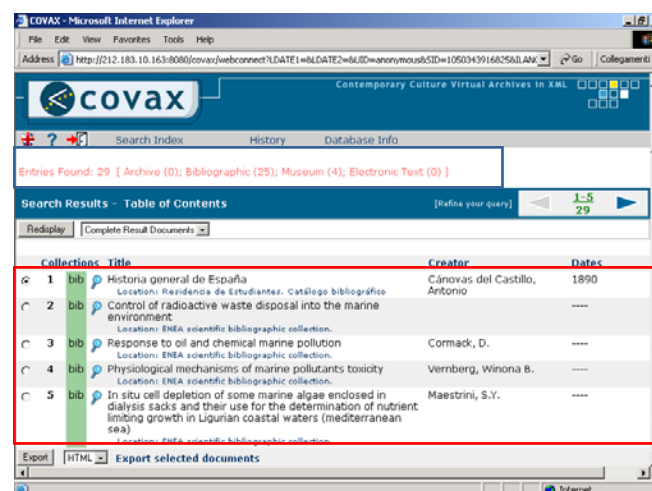 COVAX - Microsoft Internet Explorer
File Edit View Favorites Tools Help
Address http://212.183.10.163:8080/covax/webconnect?LDATE1=&LDATE2=&UID=anonymous&SID=1050343916825&ILANC Go Collegamenti
Contemporary Culture Virtual Archives in XML
covax
? Search Index History Database Info
Entries Found: 29 [ Archive (0); Bibliographic (25); Museum (4); Electronic Text (0) ]
Search Results - Table of Contents [Refine your query] 1-5
29
Redisplay Complete Result Documents
Collections Title Creator Dates
1 bib Historia general de España Cánovas del Castillo, 1890
Location: Residencia de Estudiantes. Catálogo bibliográfico Antonio
2 bib Control of radioactive waste disposal into the marine ----
environment
Location: ENEA scientific bibliographic collection.
3 bib Response to oil and chemical marine pollution Cormack, D. ----
Location: ENEA scientific bibliographic collection.
4 bib Physiological mechanisms of marine pollutants toxicity Vernberg, Winona B. ----
Location: ENEA scientific bibliographic collection.
5 bib In situ cell depletion of some marine algae enclosed in Maestrini, S.Y. ----
dialysis sacks and their use for the determination of nutrient
limiting growth in Ligurian coastal waters (mediterranean
sea)
Location: ENEA scientific bibliographic collection
Export HTML Export selected documents
Internet